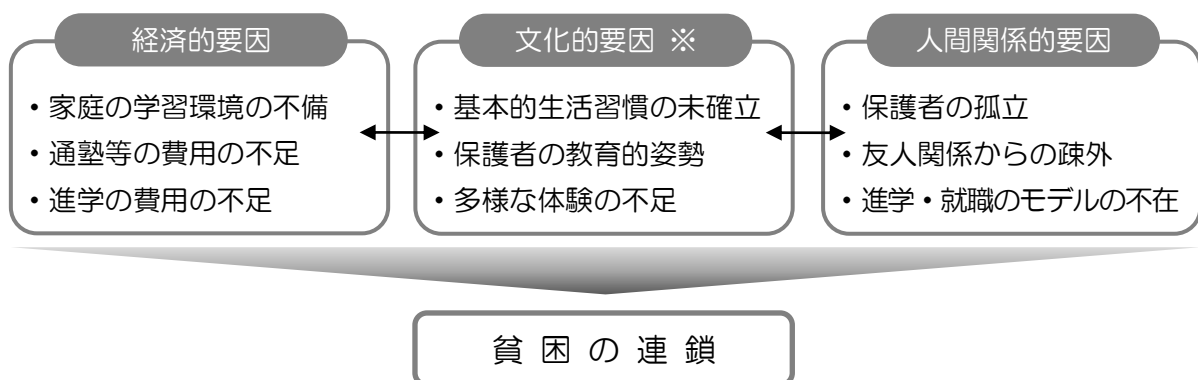 経済的要因
・家庭の学習環境の不備
・通塾等の費用の不足
・進学の費用の不足
文化的要因 ※
・基本的生活習慣の未確立
・保護者の教育的姿勢
・多様な体験の不足
人間関係的要因
・保護者の孤立
・友人関係からの疎外
・進学・就職のモデルの不在
貧困の連鎖